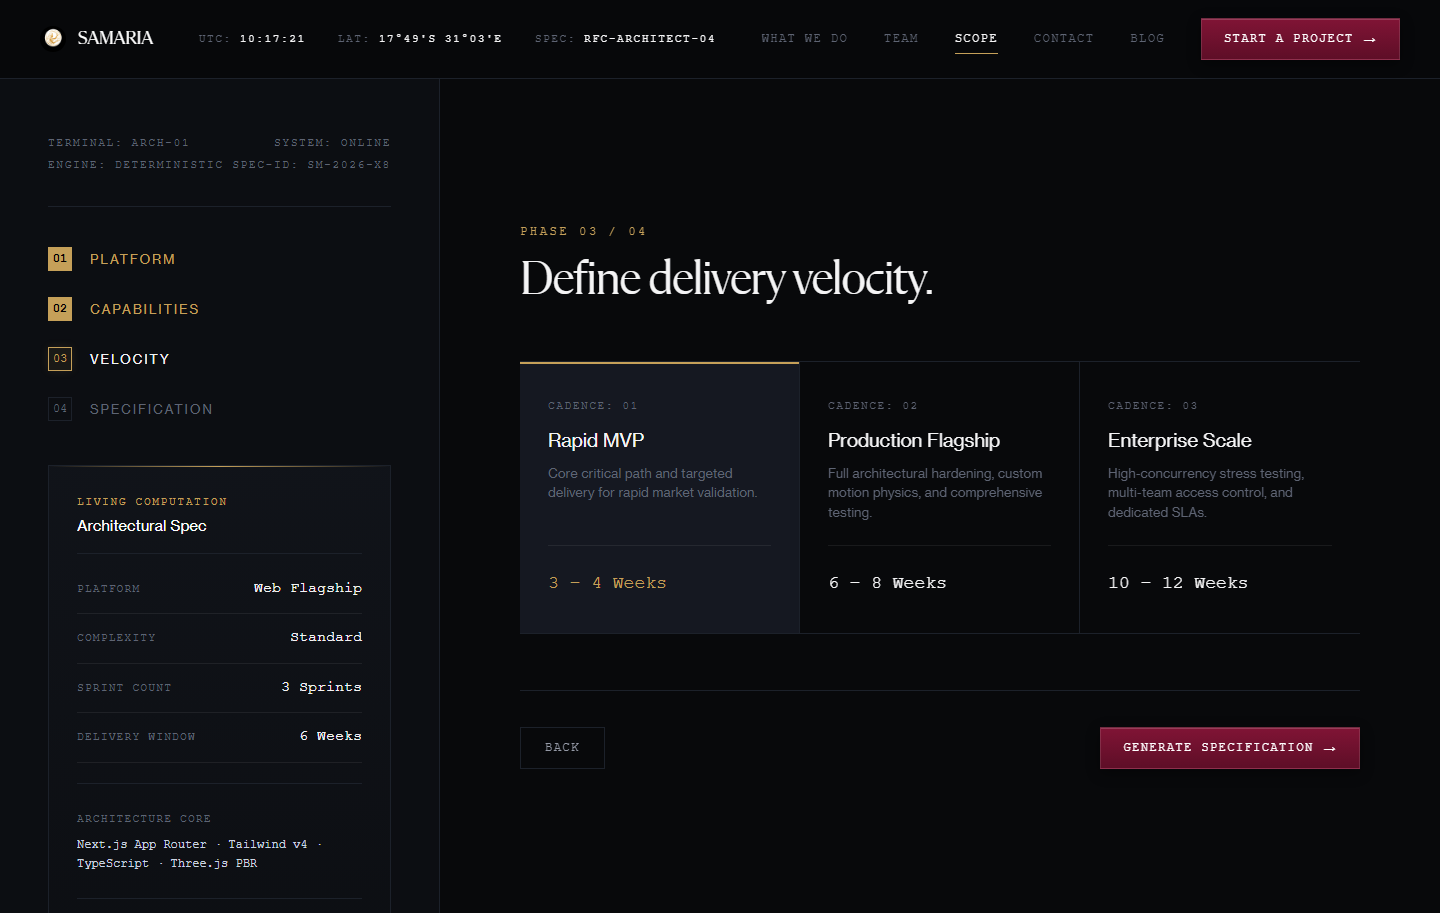 SAMARIA
UTC: 10:17:21
LAT: 17°49'S 31°03'E
SPEC: RFC-ARCHITECT-04
WHAT WE DO
TEAM
SCOPE
CONTACT
BLOG
START A PROJECT →
TERMINAL: ARCH-01
SYSTEM: ONLINE
ENGINE: DETERMINISTIC
SPEC-ID: SM-2026-X8
01 PLATFORM
02 CAPABILITIES
03 VELOCITY
04 SPECIFICATION
LIVING COMPUTATION
Architectural Spec
PLATFORM Web Flagship
COMPLEXITY Standard
SPRINT COUNT 3 Sprints
DELIVERY WINDOW 6 Weeks
ARCHITECTURE CORE
Next.js App Router · Tailwind v4 ·
TypeScript · Three.js PBR
PHASE 03 / 04
Define delivery velocity.
CADENCE: 01
Rapid MVP
Core critical path and targeted
delivery for rapid market validation.
3 – 4 Weeks
CADENCE: 02
Production Flagship
Full architectural hardening, custom
motion physics, and comprehensive
testing.
6 – 8 Weeks
CADENCE: 03
Enterprise Scale
High-concurrency stress testing,
multi-team access control, and
dedicated SLAs.
10 – 12 Weeks
BACK
GENERATE SPECIFICATION →